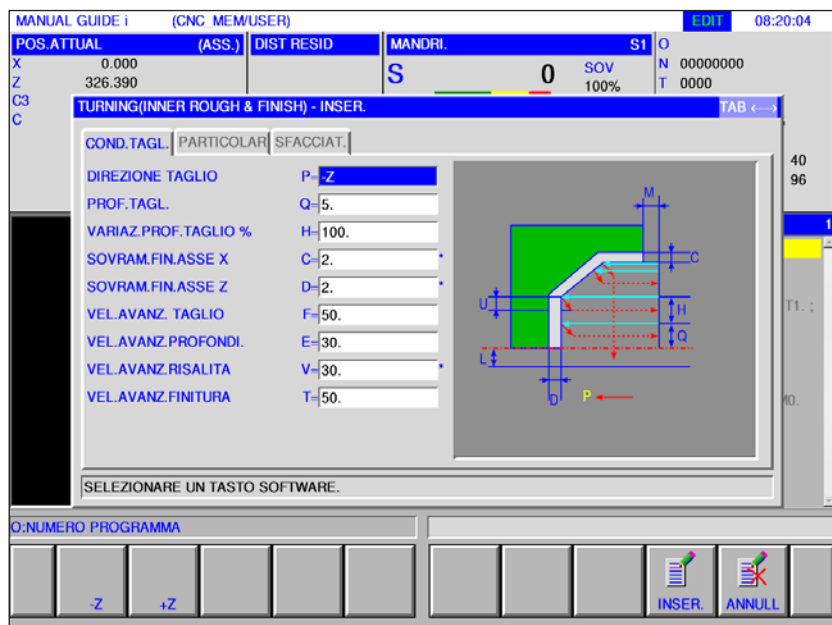 MANUAL GUIDE i (CNC_MEM/USER) EDIT 08:20:04
POS.ATTUAL (ASS.) DIST RESID MANDRI. S1 O
X 0.000 S 0 SOV N 00000000
Z 326.390 100% T 0000
C3
C
TURNING(INNER ROUGH & FINISH) - INSER. TAB ←→
COND.TAGL. PARTICOLAR SFACCIAT.
DIREZIONE TAGLIO P= -Z
PROF.TAGL. Q= 5.
VARIAZ.PROF.TAGLIO % H= 100.
SOVRAM.FIN.ASSE X C= 2. *
SOVRAM.FIN.ASSE Z D= 2. *
VEL.AVANZ. TAGLIO F= 50.
VEL.AVANZ.PROFONDI. E= 30.
VEL.AVANZ.RISALITA V= 30. *
VEL.AVANZ.FINITURA T= 50.
M
C
U
H
Q
L
D
P
40
96
1
T1. ;
M0.
SELEZIONARE UN TASTO SOFTWARE.
O:NUMERO PROGRAMMA
-Z +Z INSER. ANNULL